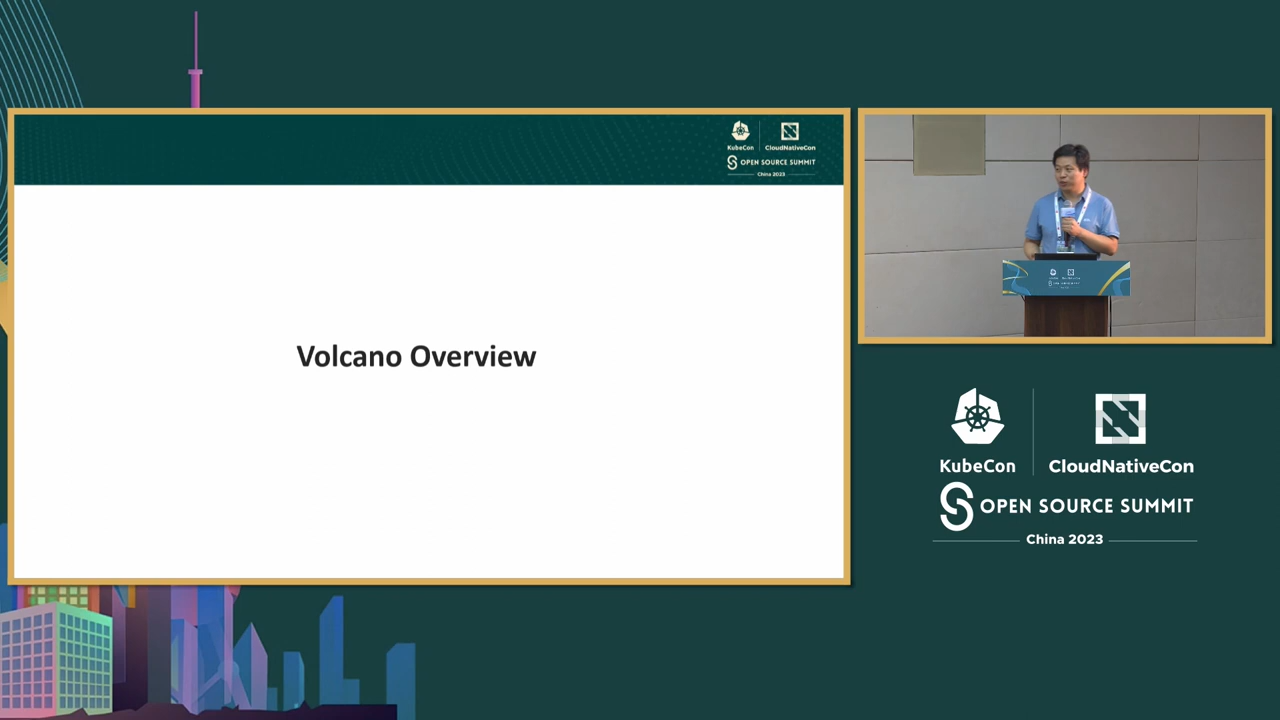 KubeCon
CloudNativeCon
OPEN SOURCE SUMMIT
China 2023
Volcano Overview
KubeCon
CloudNativeCon
OPEN SOURCE SUMMIT
China 2023